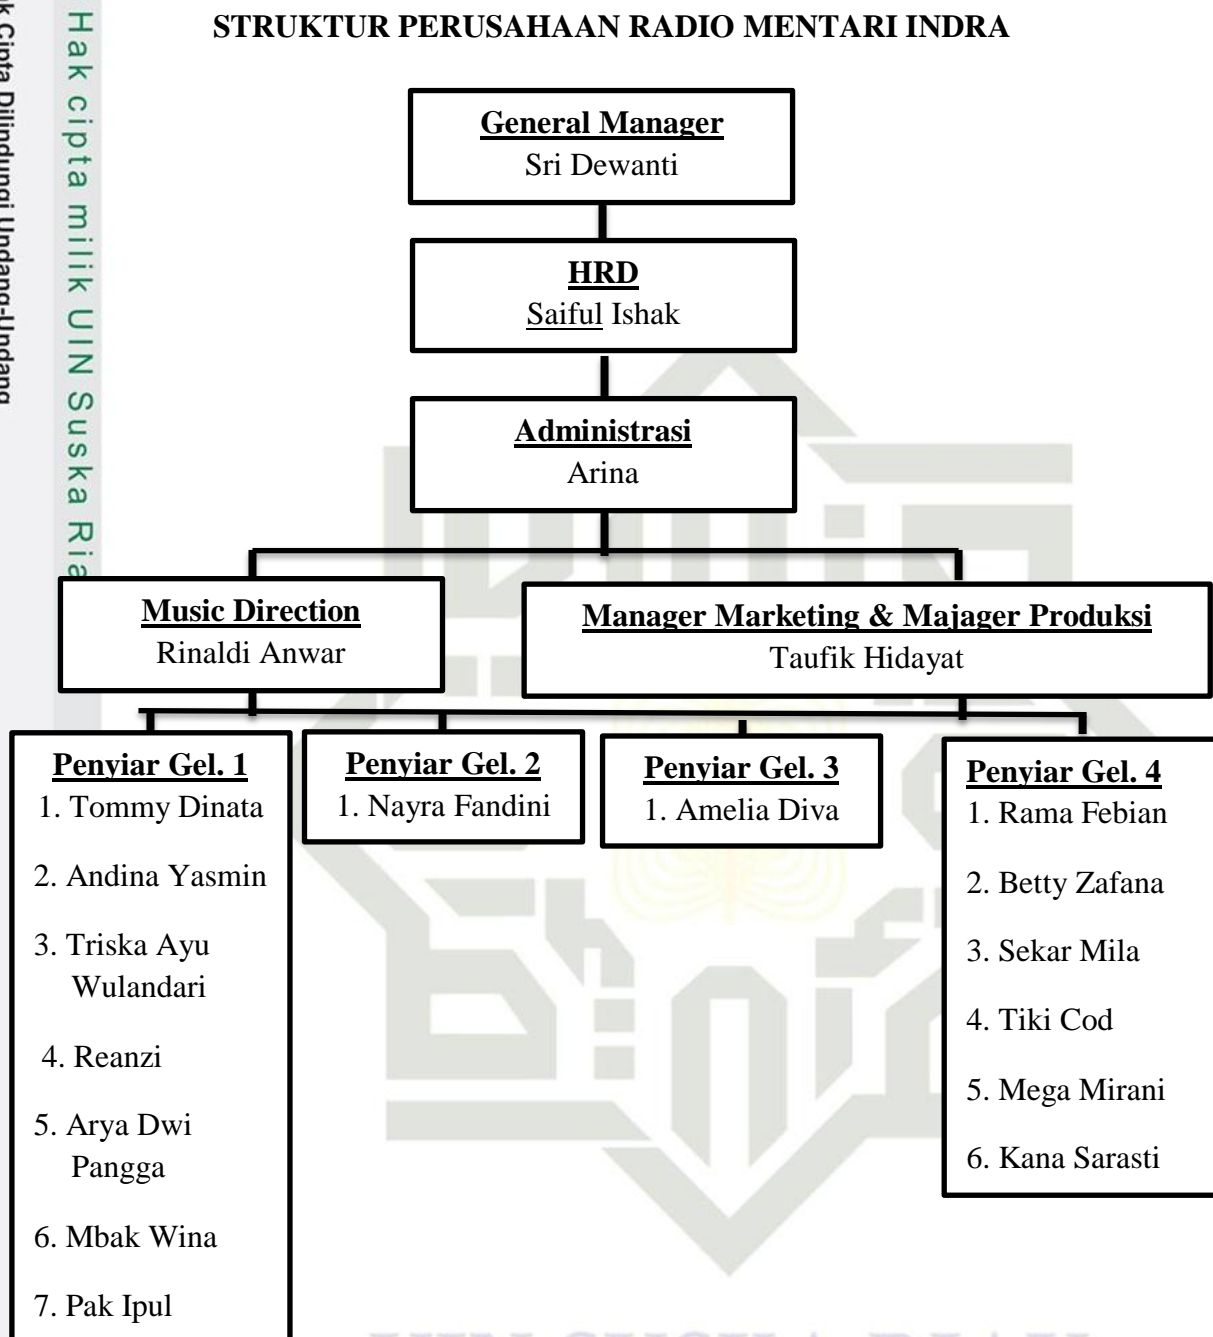 STRUKTUR PERUSAHAAN RADIO MENTARI INDRA
General Manager
Sri Dewanti
HRD
Saiful Ishak
Administrasi
Arina
Music Direction
Rinaldi Anwar
Manager Marketing & Majager Produksi
Taufik Hidayat
Penyiar Gel. 1
1. Tommy Dinata
2. Andina Yasmin
3. Triska Ayu
Wulandari
4. Reanzi
5. Arya Dwi
Pangga
6. Mbak Wina
7. Pak Ipul
Penyiar Gel. 2
1. Nayra Fandini
Penyiar Gel. 3
1. Amelia Diva
Penyiar Gel. 4
1. Rama Febian
2. Betty Zafana
3. Sekar Mila
4. Tiki Cod
5. Mega Mirani
6. Kana Sarasti
Hak cipta milik UIN Suska Ria
k Cipta Dilindungi Undang-Undang